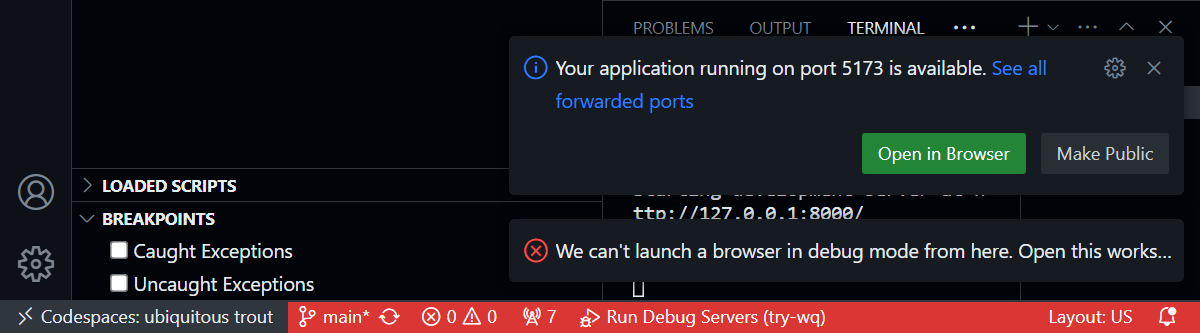 PROBLEMS OUTPUT TERMINAL
Your application running on port 5173 is available. See all
forwarded ports
Open in Browser Make Public
LOADED SCRIPTS
BREAKPOINTS
ttp://127.0.0.1:8000/
Caught Exceptions
We can't launch a browser in debug mode from here. Open this works...
Uncaught Exceptions
Codespaces: ubiquitous trout main* 0 0 7 Run Debug Servers (try-wq) Layout: US